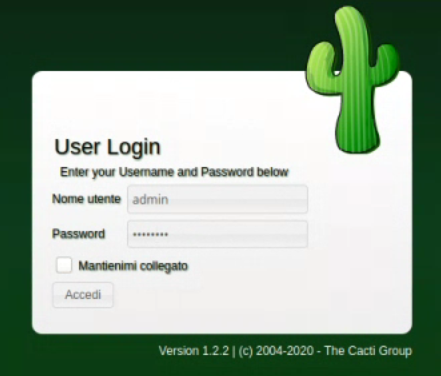 User Login
Enter your Username and Password below
Nome utente admin
Password ••••••••
Mantienimi collegato
Accedi
Version 1.2.2 | (c) 2004-2020 - The Cacti Group